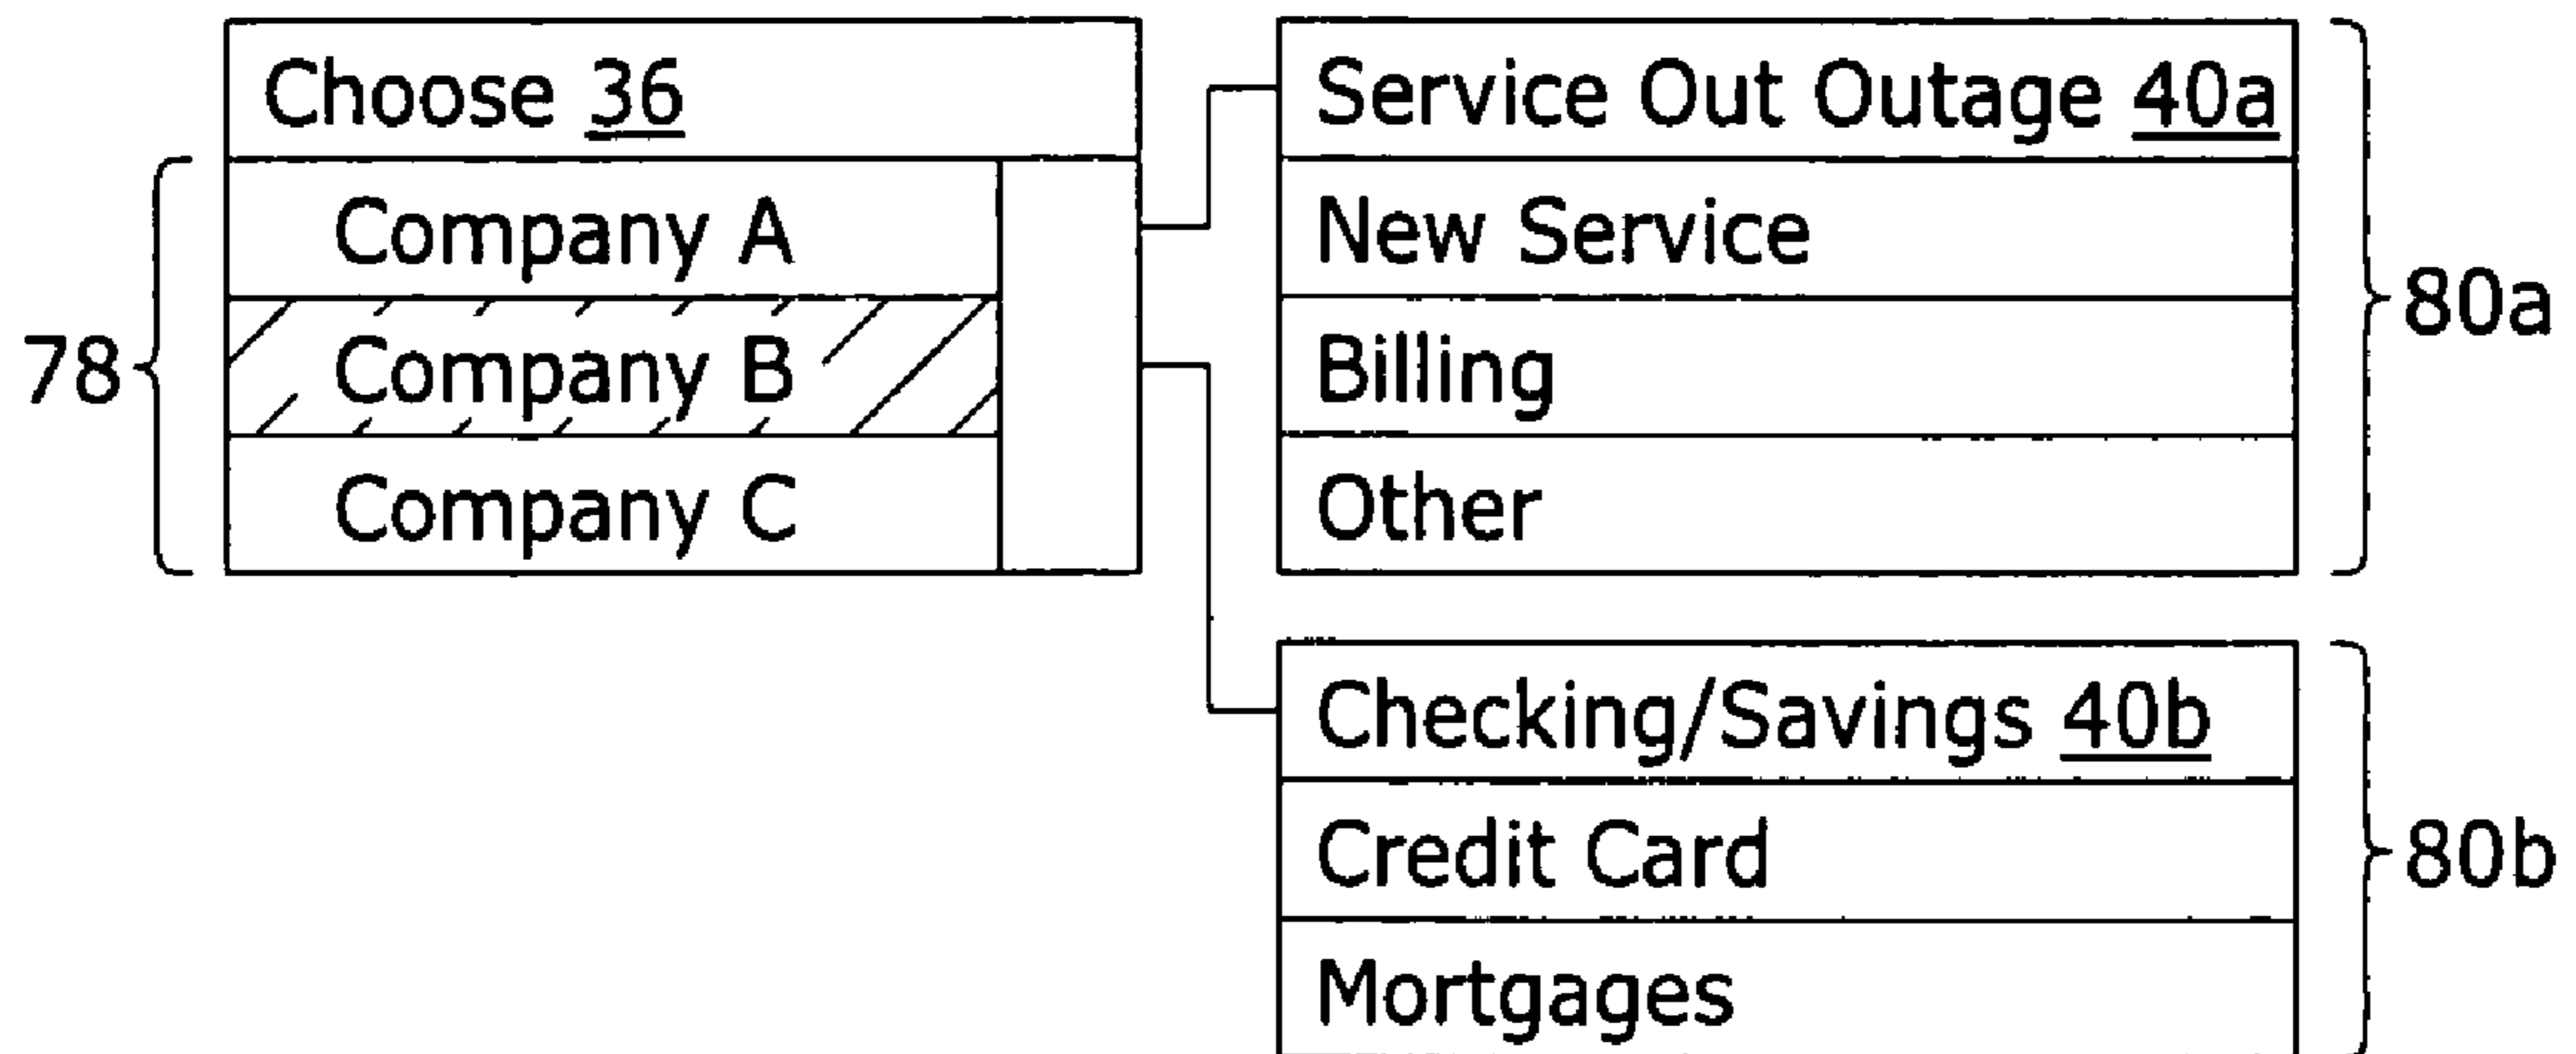 Choose 36
Company A
Company B
Company C
78
Service Out Outage 40a
New Service
Billing
Other
80a
Checking/Savings 40b
Credit Card
Mortgages
80b